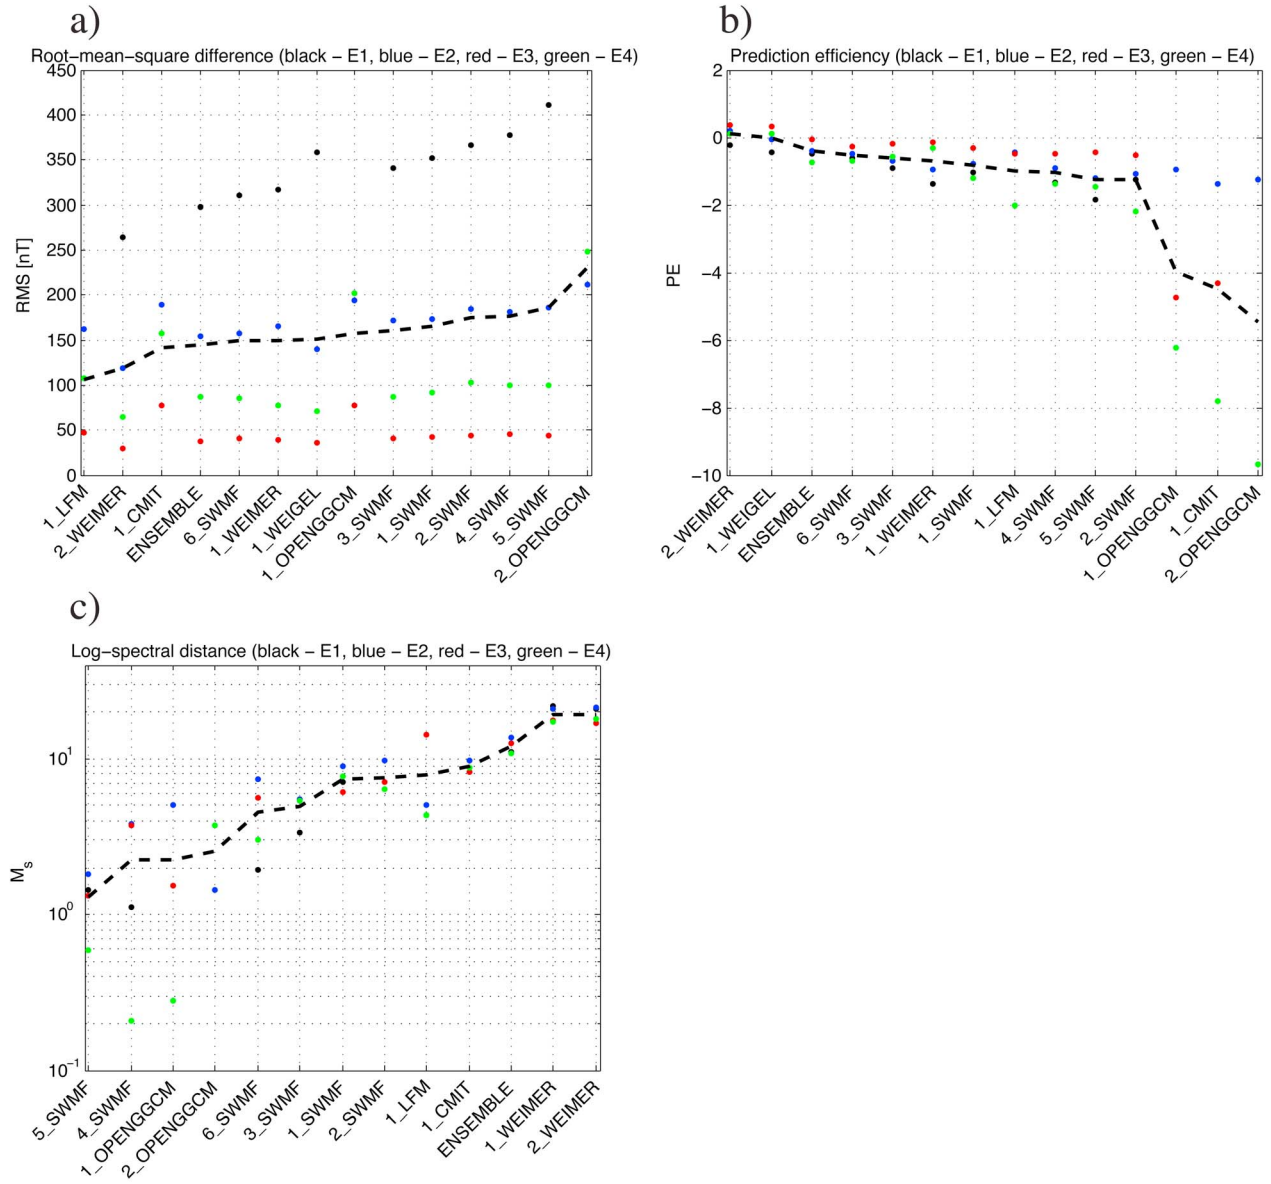 a)
Root−mean−square difference (black − E1, blue − E2, red − E3, green − E4)
450
400
350
300
250
200
150
100
50
0
RMS [nT]
1_LFM
2_WEIMER
1_CMIT
ENSEMBLE
6_SWMF
1_WEIMER
1_WEIGEL
1_OPENGGCM
3_SWMF
1_SWMF
2_SWMF
4_SWMF
5_SWMF
2_OPENGGCM
b)
Prediction efficiency (black − E1, blue − E2, red − E3, green − E4)
2
0
−2
−4
−6
−8
−10
PE
2_WEIMER
1_WEIGEL
ENSEMBLE
6_SWMF
3_SWMF
1_WEIMER
1_SWMF
1_LFM
4_SWMF
5_SWMF
2_SWMF
1_OPENGGCM
1_CMIT
2_OPENGGCM
c)
Log−spectral distance (black − E1, blue − E2, red − E3, green − E4)
10^1
10^0
10^−1
M_s
5_SWMF
4_SWMF
1_OPENGGCM
2_OPENGGCM
6_SWMF
3_SWMF
1_SWMF
2_SWMF
1_LFM
1_CMIT
ENSEMBLE
1_WEIMER
2_WEIMER